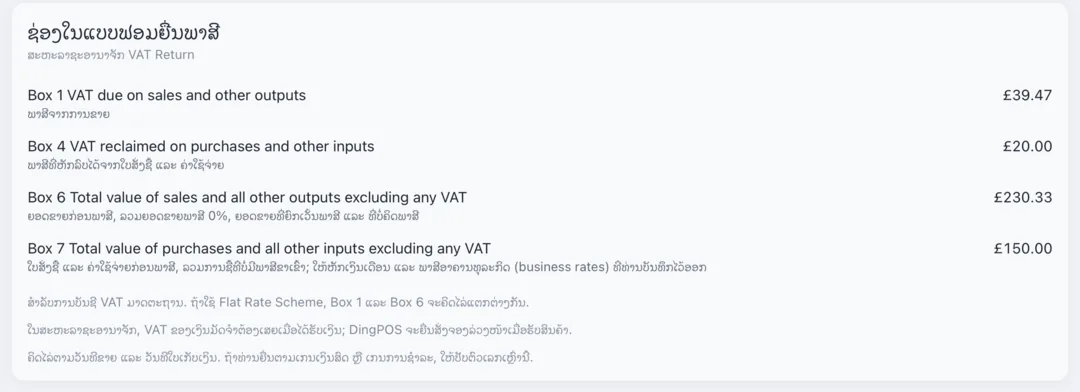 ຊ່ອງໃນແບບຟອມຍື່ນພາສີ
ສະຫະລາຊະອານາຈັກ VAT Return
Box 1 VAT due on sales and other outputs £39.47
ພາສີຈາກການຂາຍ
Box 4 VAT reclaimed on purchases and other inputs £20.00
ພາສີທີ່ຫັກລົບໄດ້ຈາກໃບສັ່ງຊື້ ແລະ ຄ່າໃຊ້ຈ່າຍ
Box 6 Total value of sales and all other outputs excluding any VAT £230.33
ຍອດຂາຍກ່ອນພາສີ, ລວມຍອດຂາຍພາສີ 0%, ຍອດຂາຍທີ່ຍົກເວັ້ນພາສີ ແລະ ທີ່ບໍ່ຄິດພາສີ
Box 7 Total value of purchases and all other inputs excluding any VAT £150.00
ໃບສັ່ງຊື້ ແລະ ຄ່າໃຊ້ຈ່າຍກ່ອນພາສີ, ລວມການຊື້ທີ່ບໍ່ມີພາສີຂາເຂົ້າ; ໃຫ້ຫັກເງິນເດືອນ ແລະ ພາສີອາຄານທຸລະກິດ (business rates) ທີ່ທ່ານບັນທຶກໄວ້ອອກ
ສຳລັບການບັນຊີ VAT ມາດຕະຖານ. ຖ້າໃຊ້ Flat Rate Scheme, Box 1 ແລະ Box 6 ຈະຄິດໄລ່ແຕກຕ່າງກັນ.
ໃນສະຫະລາຊະອານາຈັກ, VAT ຂອງເງິນມັດຈຳຕ້ອງເສຍເມື່ອໄດ້ຮັບເງິນ; DingPOS ຈະຍື່ນສັ່ງຈອງລ່ວງໜ້າເມື່ອຮັບສິນຄ້າ.
ຄິດໄລ່ຕາມວັນທີຂາຍ ແລະ ວັນທີໃບເກັບເງິນ. ຖ້າທ່ານຍື່ນຕາມເກນເງິນສົດ ຫຼື ເກນການຊຳລະ, ໃຫ້ປັບຕົວເລກເຫຼົ່ານີ້.